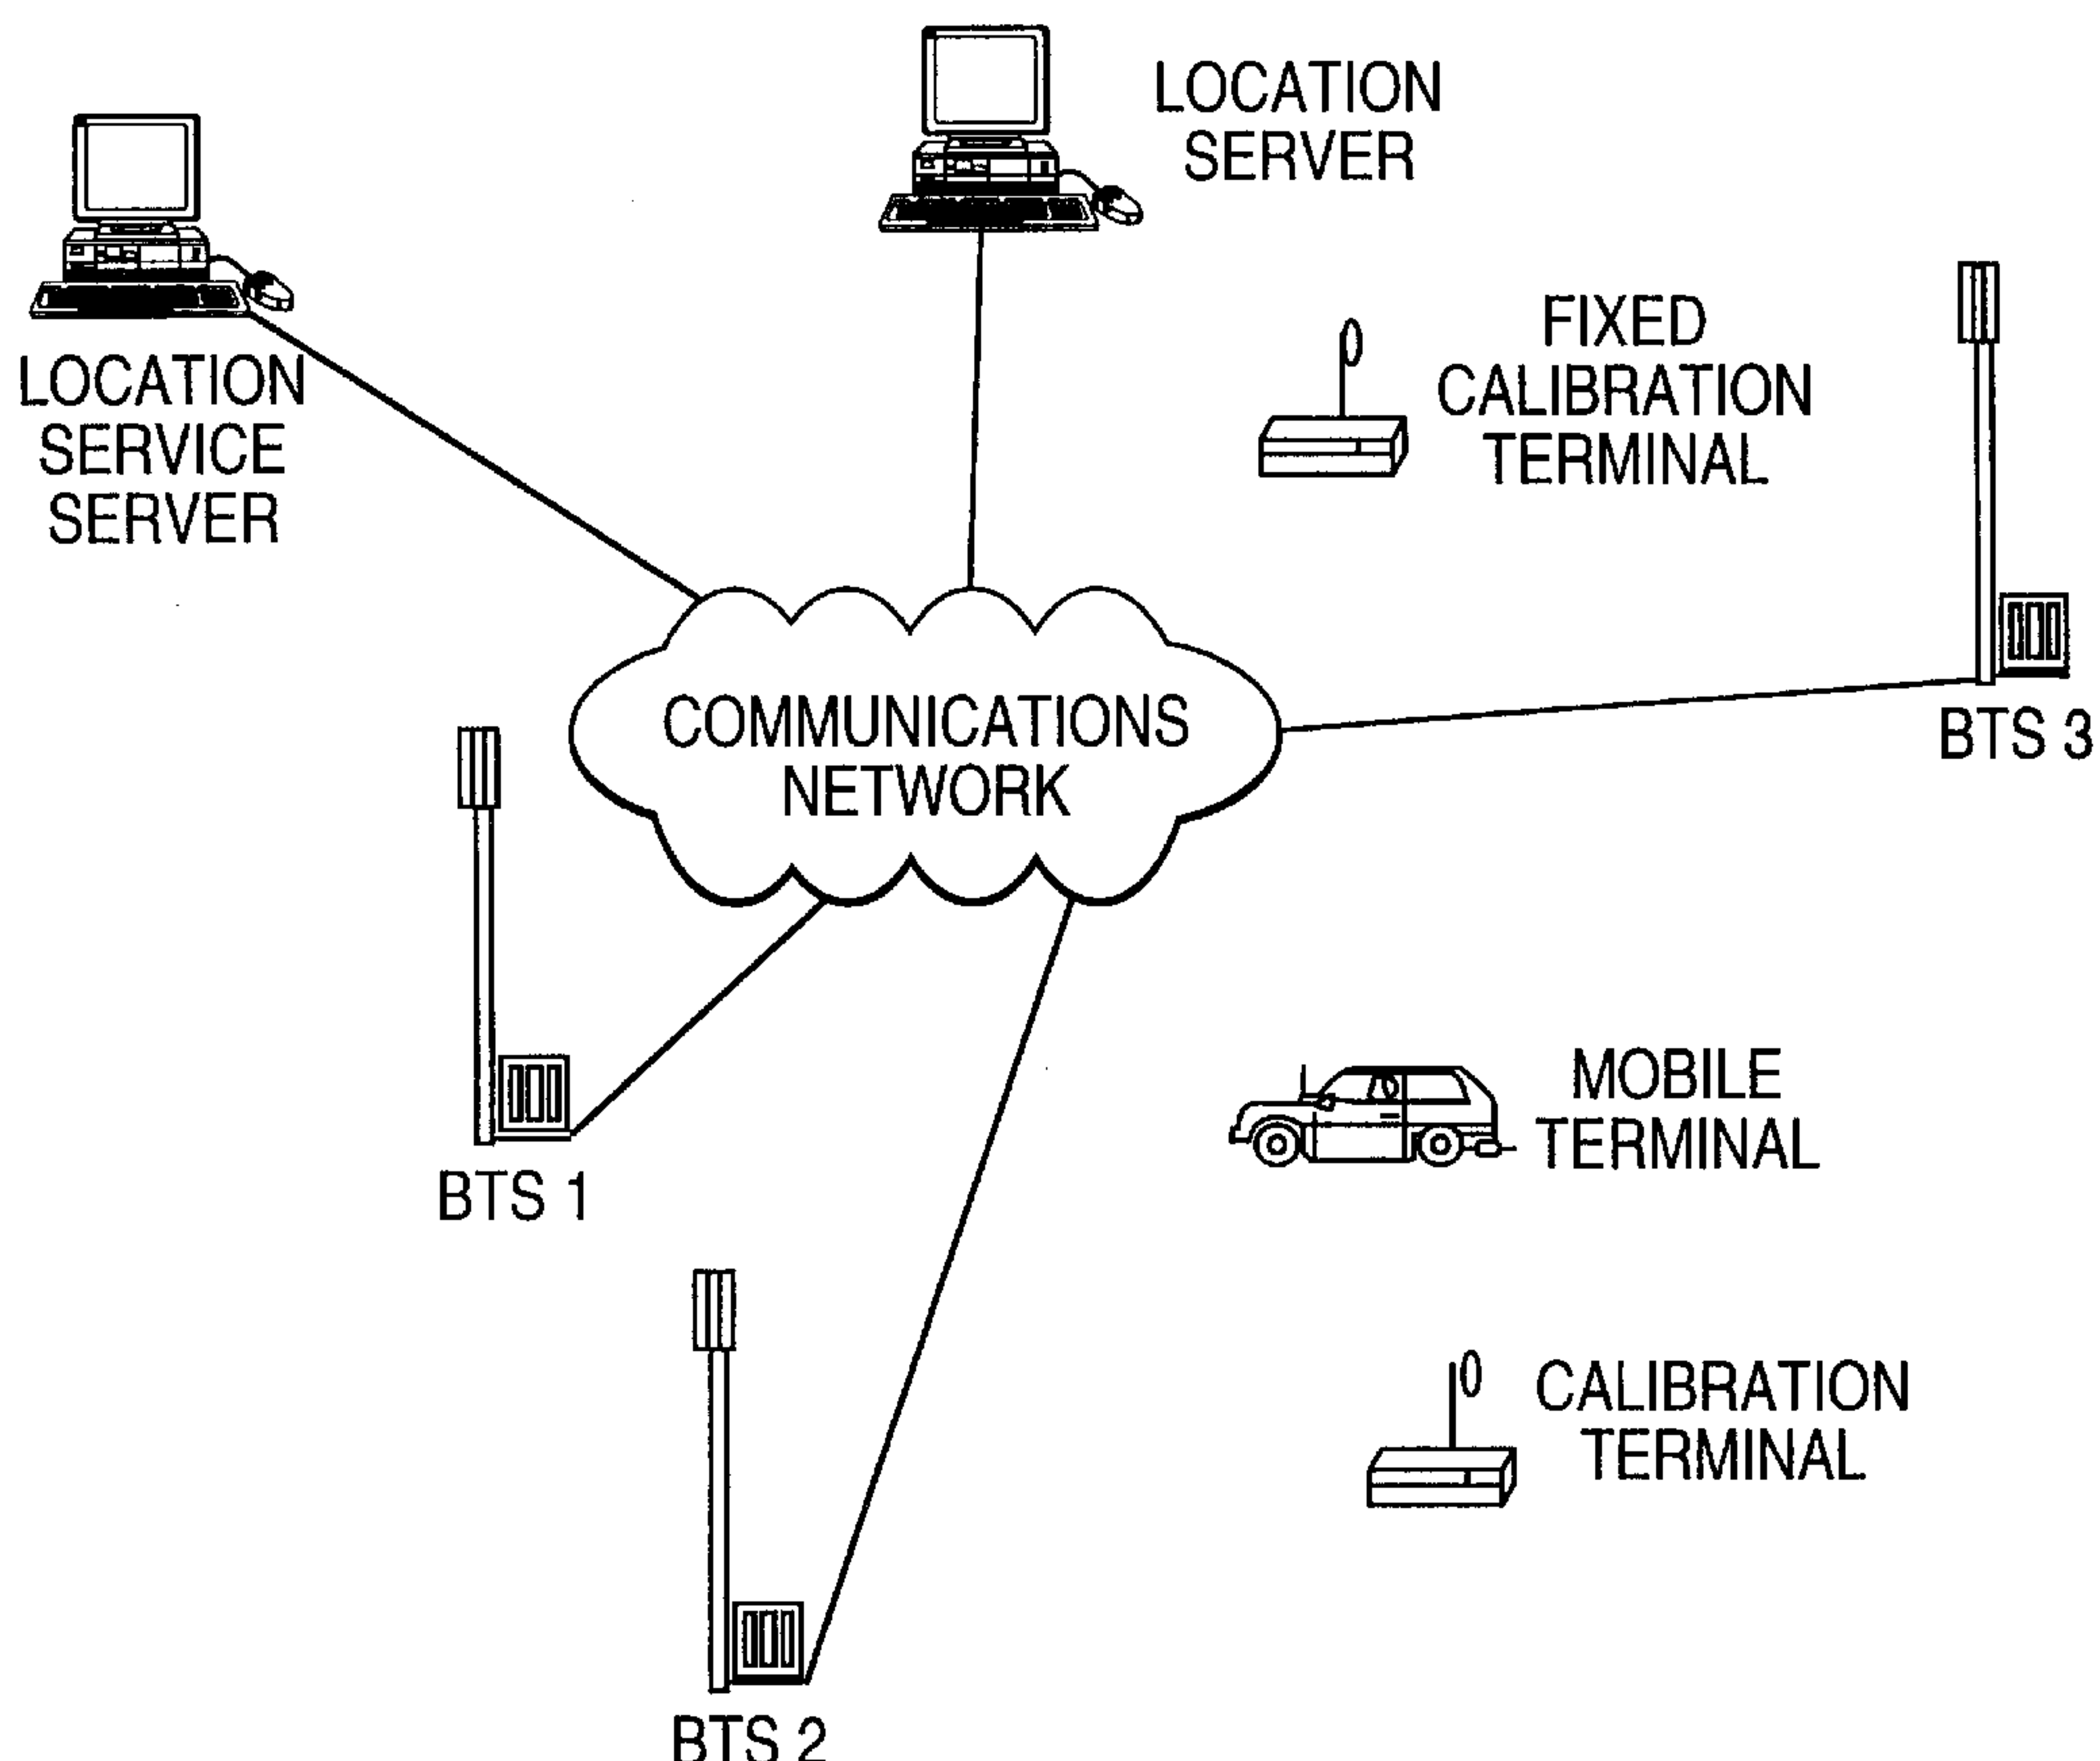 LOCATION
SERVER
LOCATION
SERVICE
SERVER
FIXED
CALIBRATION
TERMINAL
COMMUNICATIONS
NETWORK
BTS 3
BTS 1
MOBILE
TERMINAL
CALIBRATION
TERMINAL
BTS 2